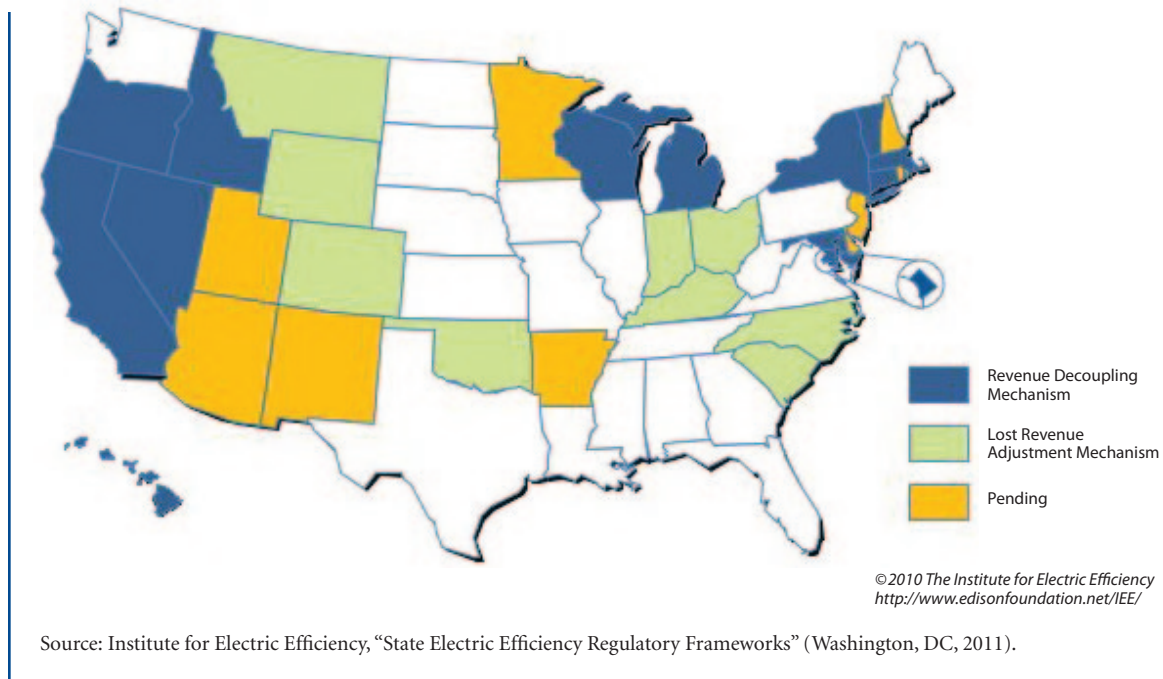 Revenue Decoupling
Mechanism
Lost Revenue
Adjustment Mechanism
Pending
©2010 The Institute for Electric Efficiency
http://www.edisonfoundation.net/IEE/
Source: Institute for Electric Efficiency, “State Electric Efficiency Regulatory Frameworks” (Washington, DC, 2011).